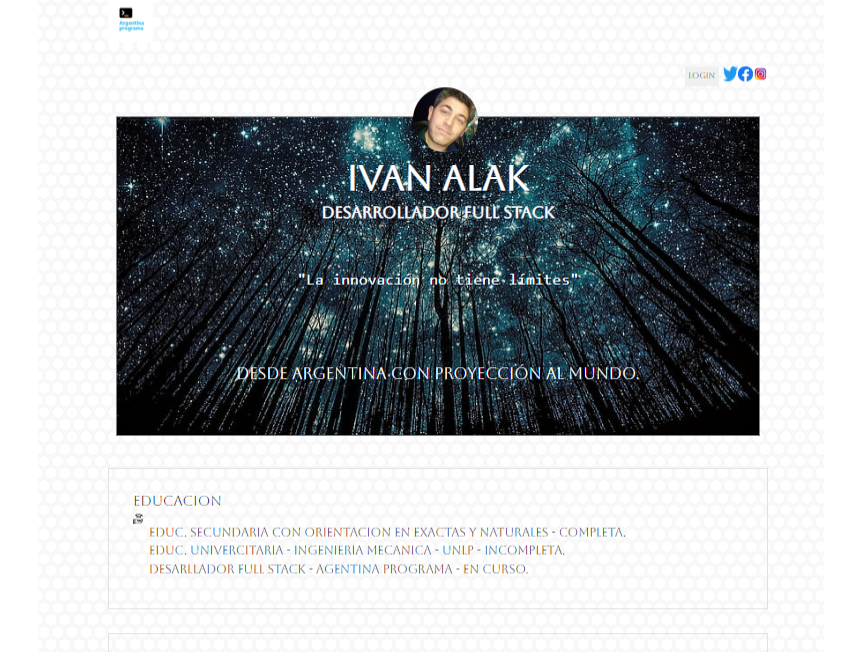 Argentina
programa
LOGIN
IVAN ALAK
DESARROLLADOR FULL STACK
"La innovación no tiene límites"
DESDE ARGENTINA CON PROYECCIÓN AL MUNDO.
EDUCACION
EDUC. SECUNDARIA CON ORIENTACION EN EXACTAS Y NATURALES - COMPLETA.
EDUC. UNIVERCITARIA - INGENIERIA MECANICA - UNLP - INCOMPLETA.
DESARLLADOR FULL STACK - AGENTINA PROGRAMA - EN CURSO.